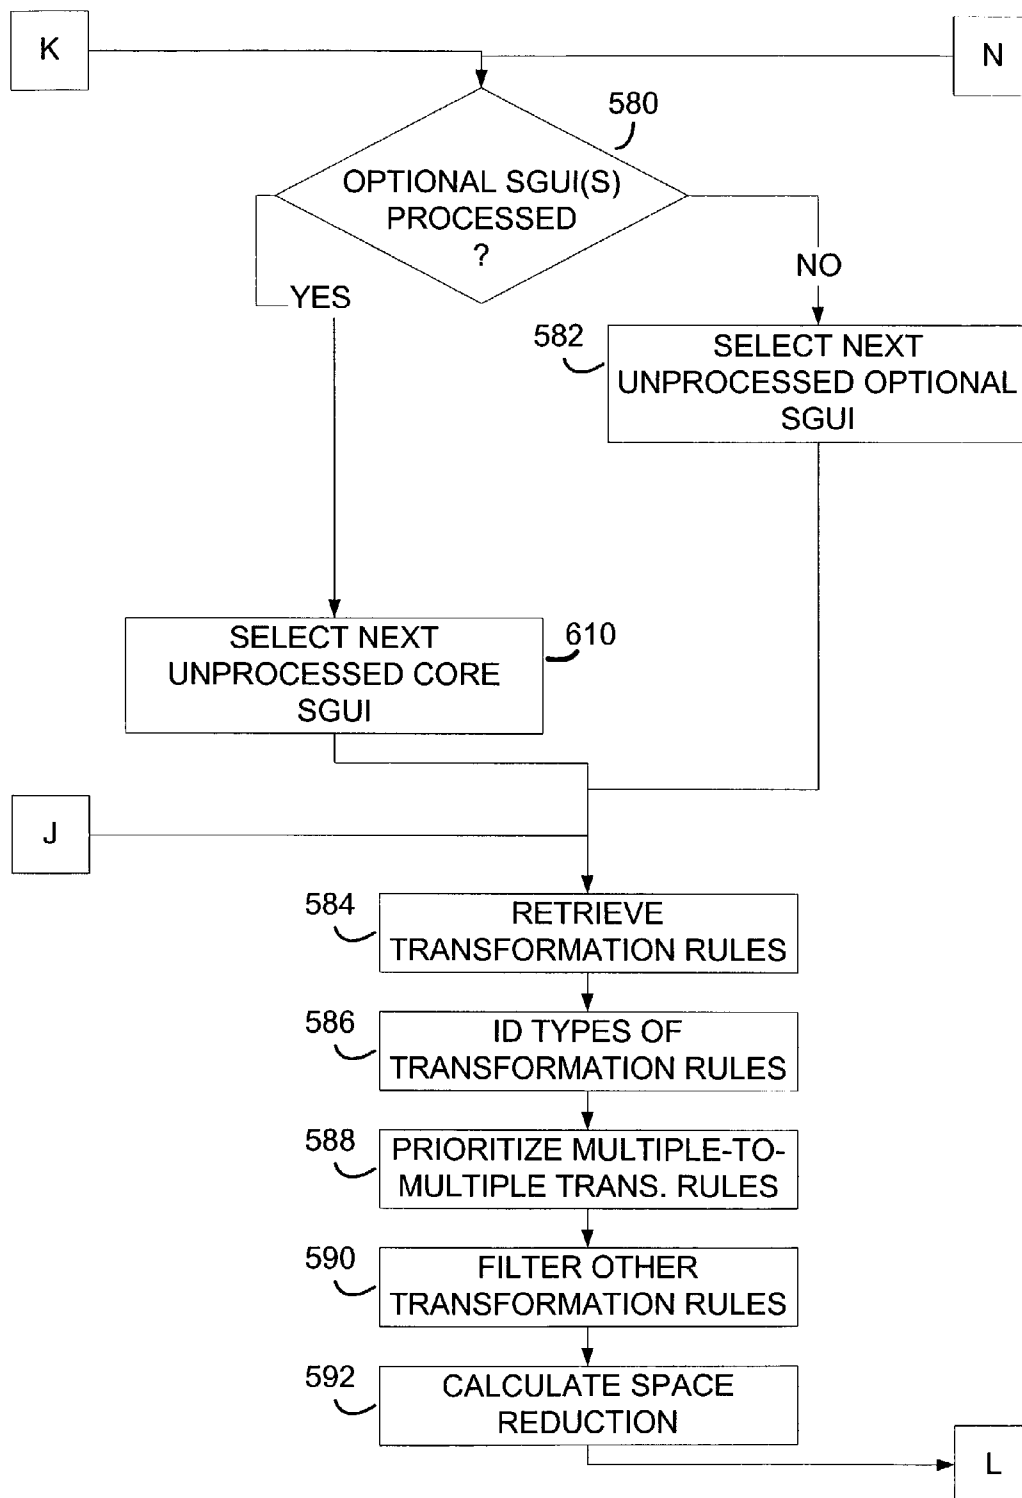 K
N
580
OPTIONAL SGUI(S)
PROCESSED
?
NO
YES
582
SELECT NEXT
UNPROCESSED OPTIONAL
SGUI
610
SELECT NEXT
UNPROCESSED CORE
SGUI
J
584
RETRIEVE
TRANSFORMATION RULES
586
ID TYPES OF
TRANSFORMATION RULES
588
PRIORITIZE MULTIPLE-TO-
MULTIPLE TRANS. RULES
590
FILTER OTHER
TRANSFORMATION RULES
592
CALCULATE SPACE
REDUCTION
L